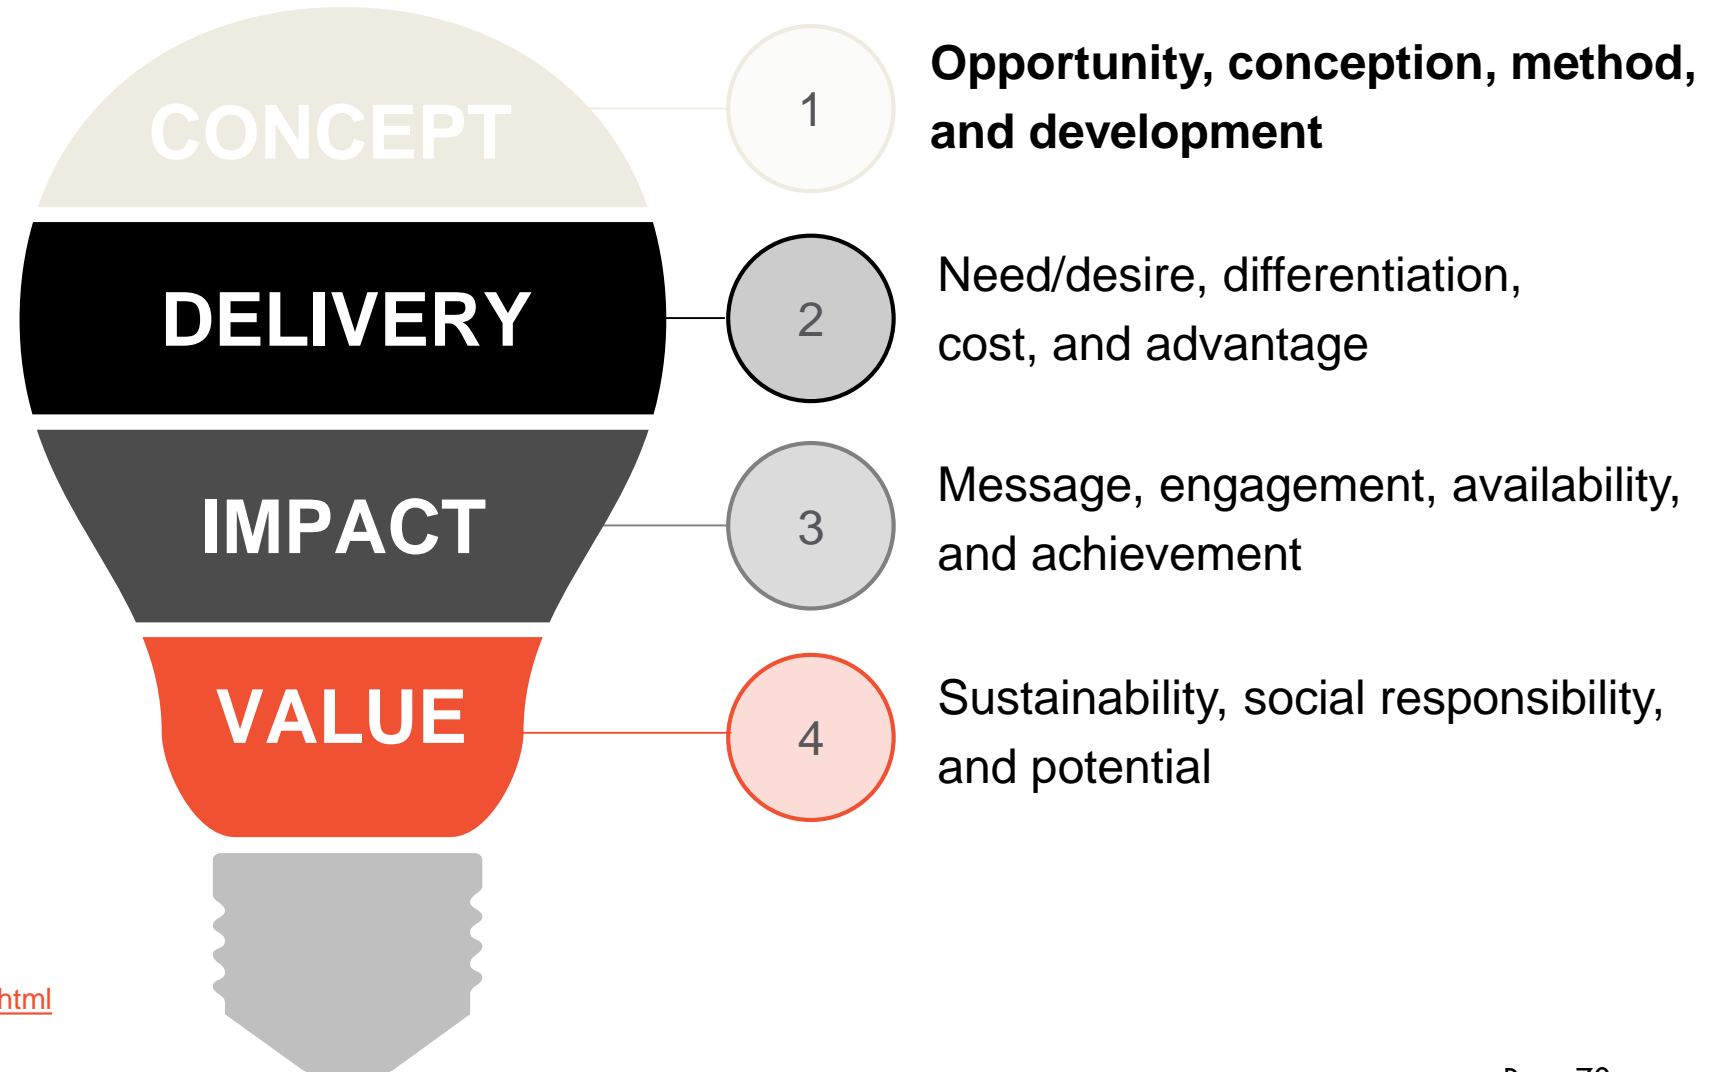 CONCEPT
1
Opportunity, conception, method,
and development
DELIVERY
2
Need/desire, differentiation,
cost, and advantage
IMPACT
3
Message, engagement, availability,
and achievement
VALUE
4
Sustainability, social responsibility,
and potential
html